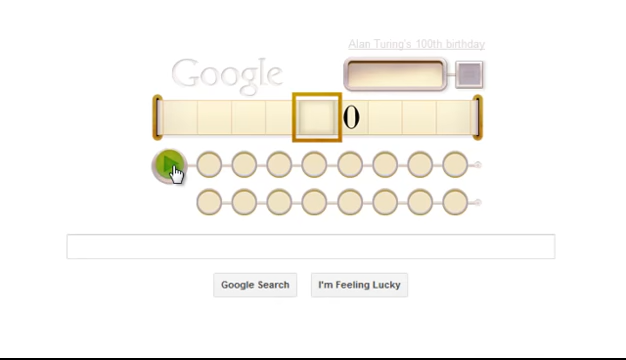 Alan Turing's 100th birthday
Google
0
Google Search
I'm Feeling Lucky